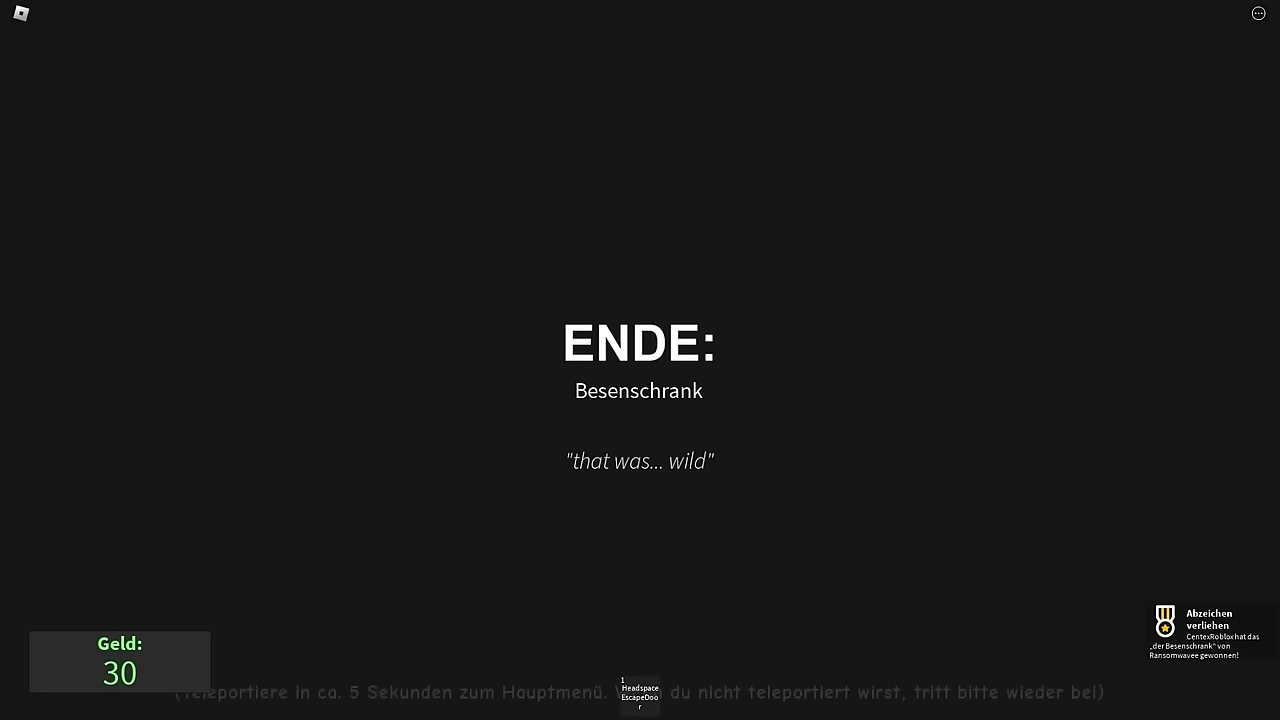 ENDE:
Besenschrank
"that was... wild"
Abzeichen
verliehen
CentexRoblox hat das
„der Besenschrank“ von
Ransomwavee gewonnen!
Geld:
30
(Teleportiere in ca. 5 Sekunden zum Hauptmenü. du nicht teleportiert wirst, tritt bitte wieder bei)
1
Headspace
EscapeDoo
r